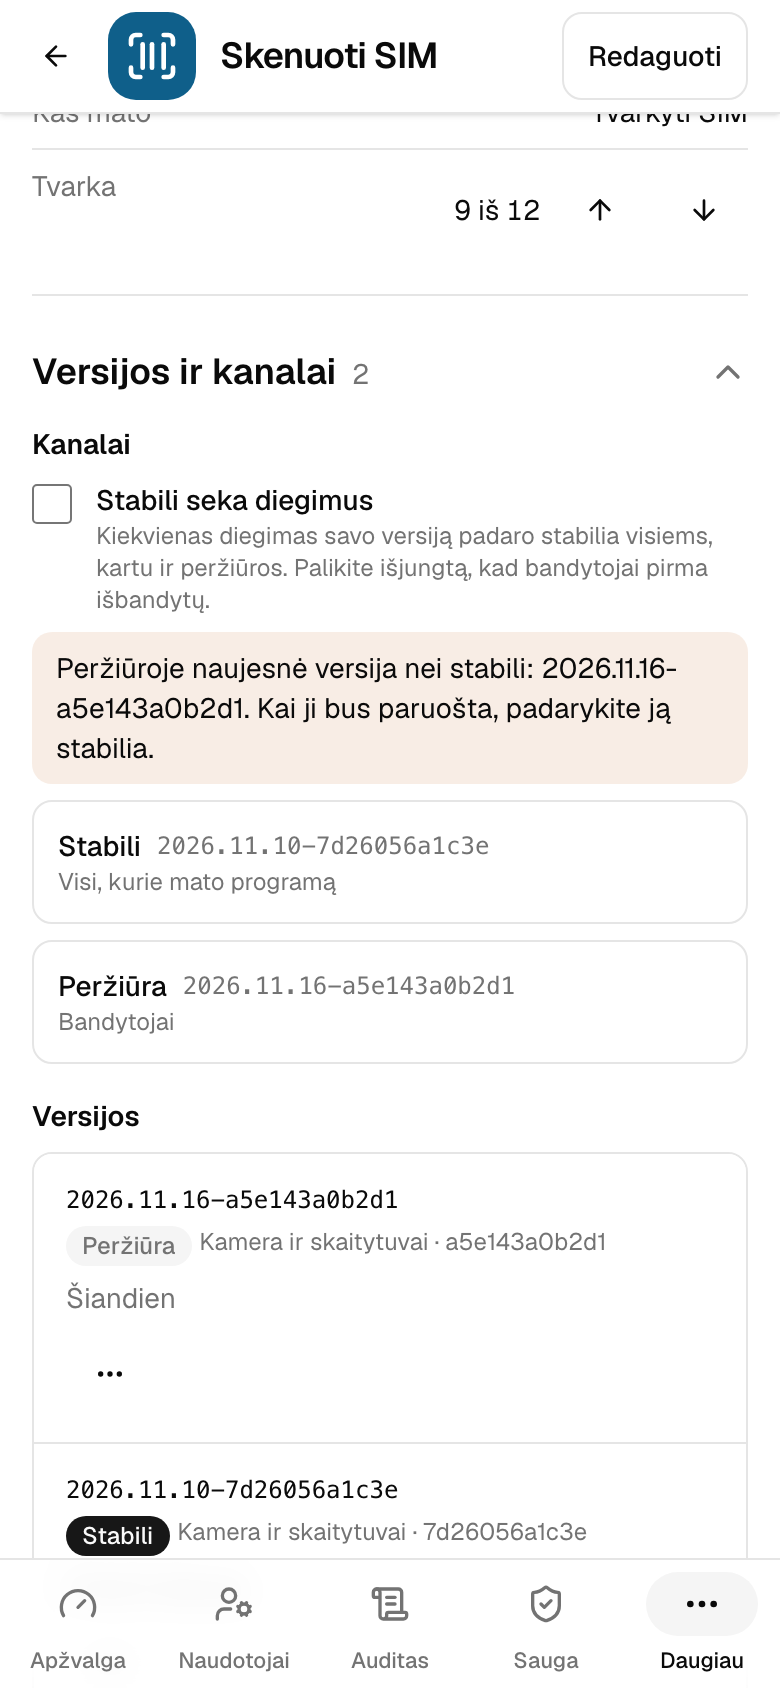 Skenuoti SIM
Redaguoti
Kas mato
Tvarkyti SIM
Tvarka
9 iš 12
Versijos ir kanalai 2
Kanalai
Stabili seka diegimus
Kiekvienas diegimas savo versiją padaro stabilia visiems,
kartu ir peržiūros. Palikite išjungtą, kad bandytojai pirma
išbandytų.
Peržiūroje naujesnė versija nei stabili: 2026.11.16-
a5e143a0b2d1. Kai ji bus paruošta, padarykite ją
stabilia.
Stabili 2026.11.10-7d26056a1c3e
Visi, kurie mato programą
Peržiūra 2026.11.16-a5e143a0b2d1
Bandytojai
Versijos
2026.11.16-a5e143a0b2d1
Peržiūra Kamera ir skaitytuvai · a5e143a0b2d1
Šiandien
2026.11.10-7d26056a1c3e
Stabili Kamera ir skaitytuvai · 7d26056a1c3e
Apžvalga
Naudotojai
Auditas
Sauga
Daugiau